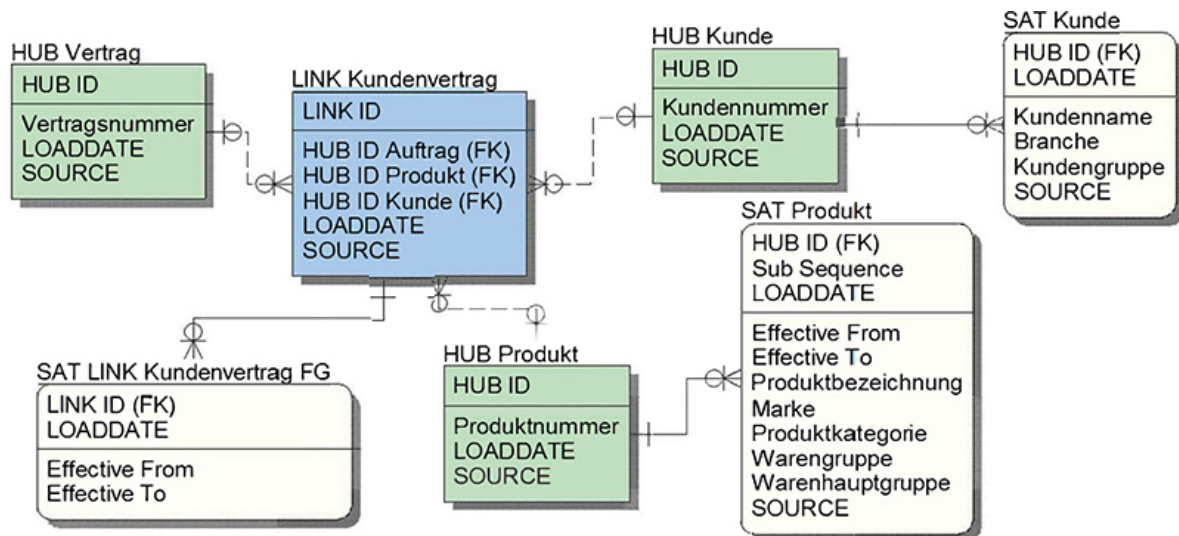 HUB Vertrag
HUB ID
Vertragsnummer
LOADDATE
SOURCE
LINK Kundenvertrag
LINK ID
HUB ID Auftrag (FK)
HUB ID Produkt (FK)
HUB ID Kunde (FK)
LOADDATE
SOURCE
HUB Kunde
HUB ID
Kundennummer
LOADDATE
SOURCE
SAT Kunde
HUB ID (FK)
LOADDATE
Kundenname
Branche
Kundengruppe
SOURCE
SAT LINK Kundenvertrag FG
LINK ID (FK)
LOADDATE
Effective From
Effective To
HUB Produkt
HUB ID
Produktnummer
LOADDATE
SOURCE
SAT Produkt
HUB ID (FK)
Sub Sequence
LOADDATE
Effective From
Effective To
Produktbezeichnung
Marke
Produktkategorie
Warengruppe
Warenhauptgruppe
SOURCE